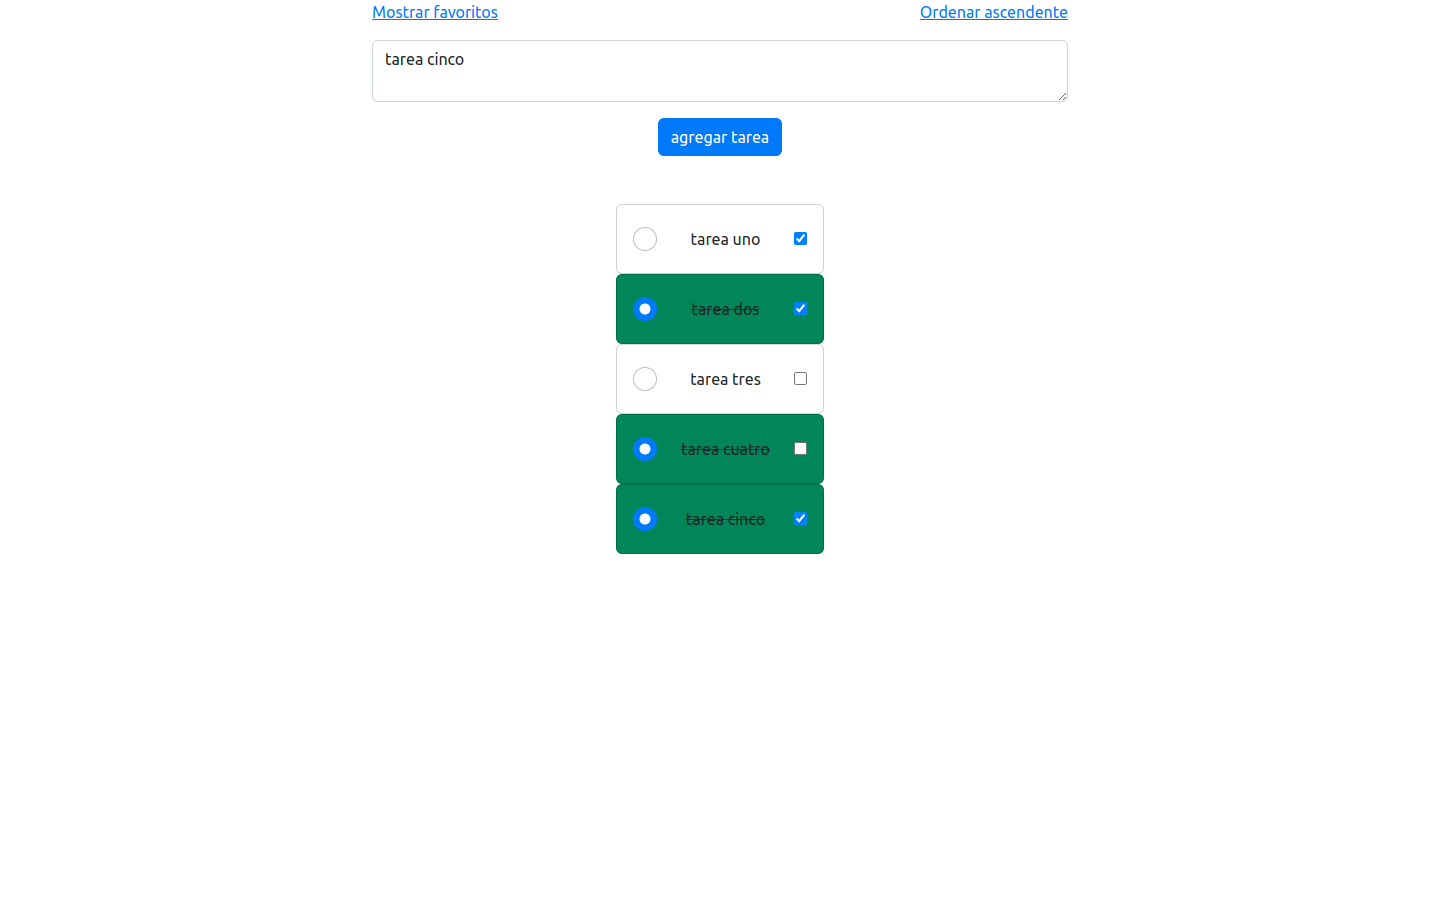 Mostrar favoritos Ordenar ascendente
tarea cinco
agregar tarea
tarea uno
tarea dos
tarea tres
tarea cuatro
tarea cinco